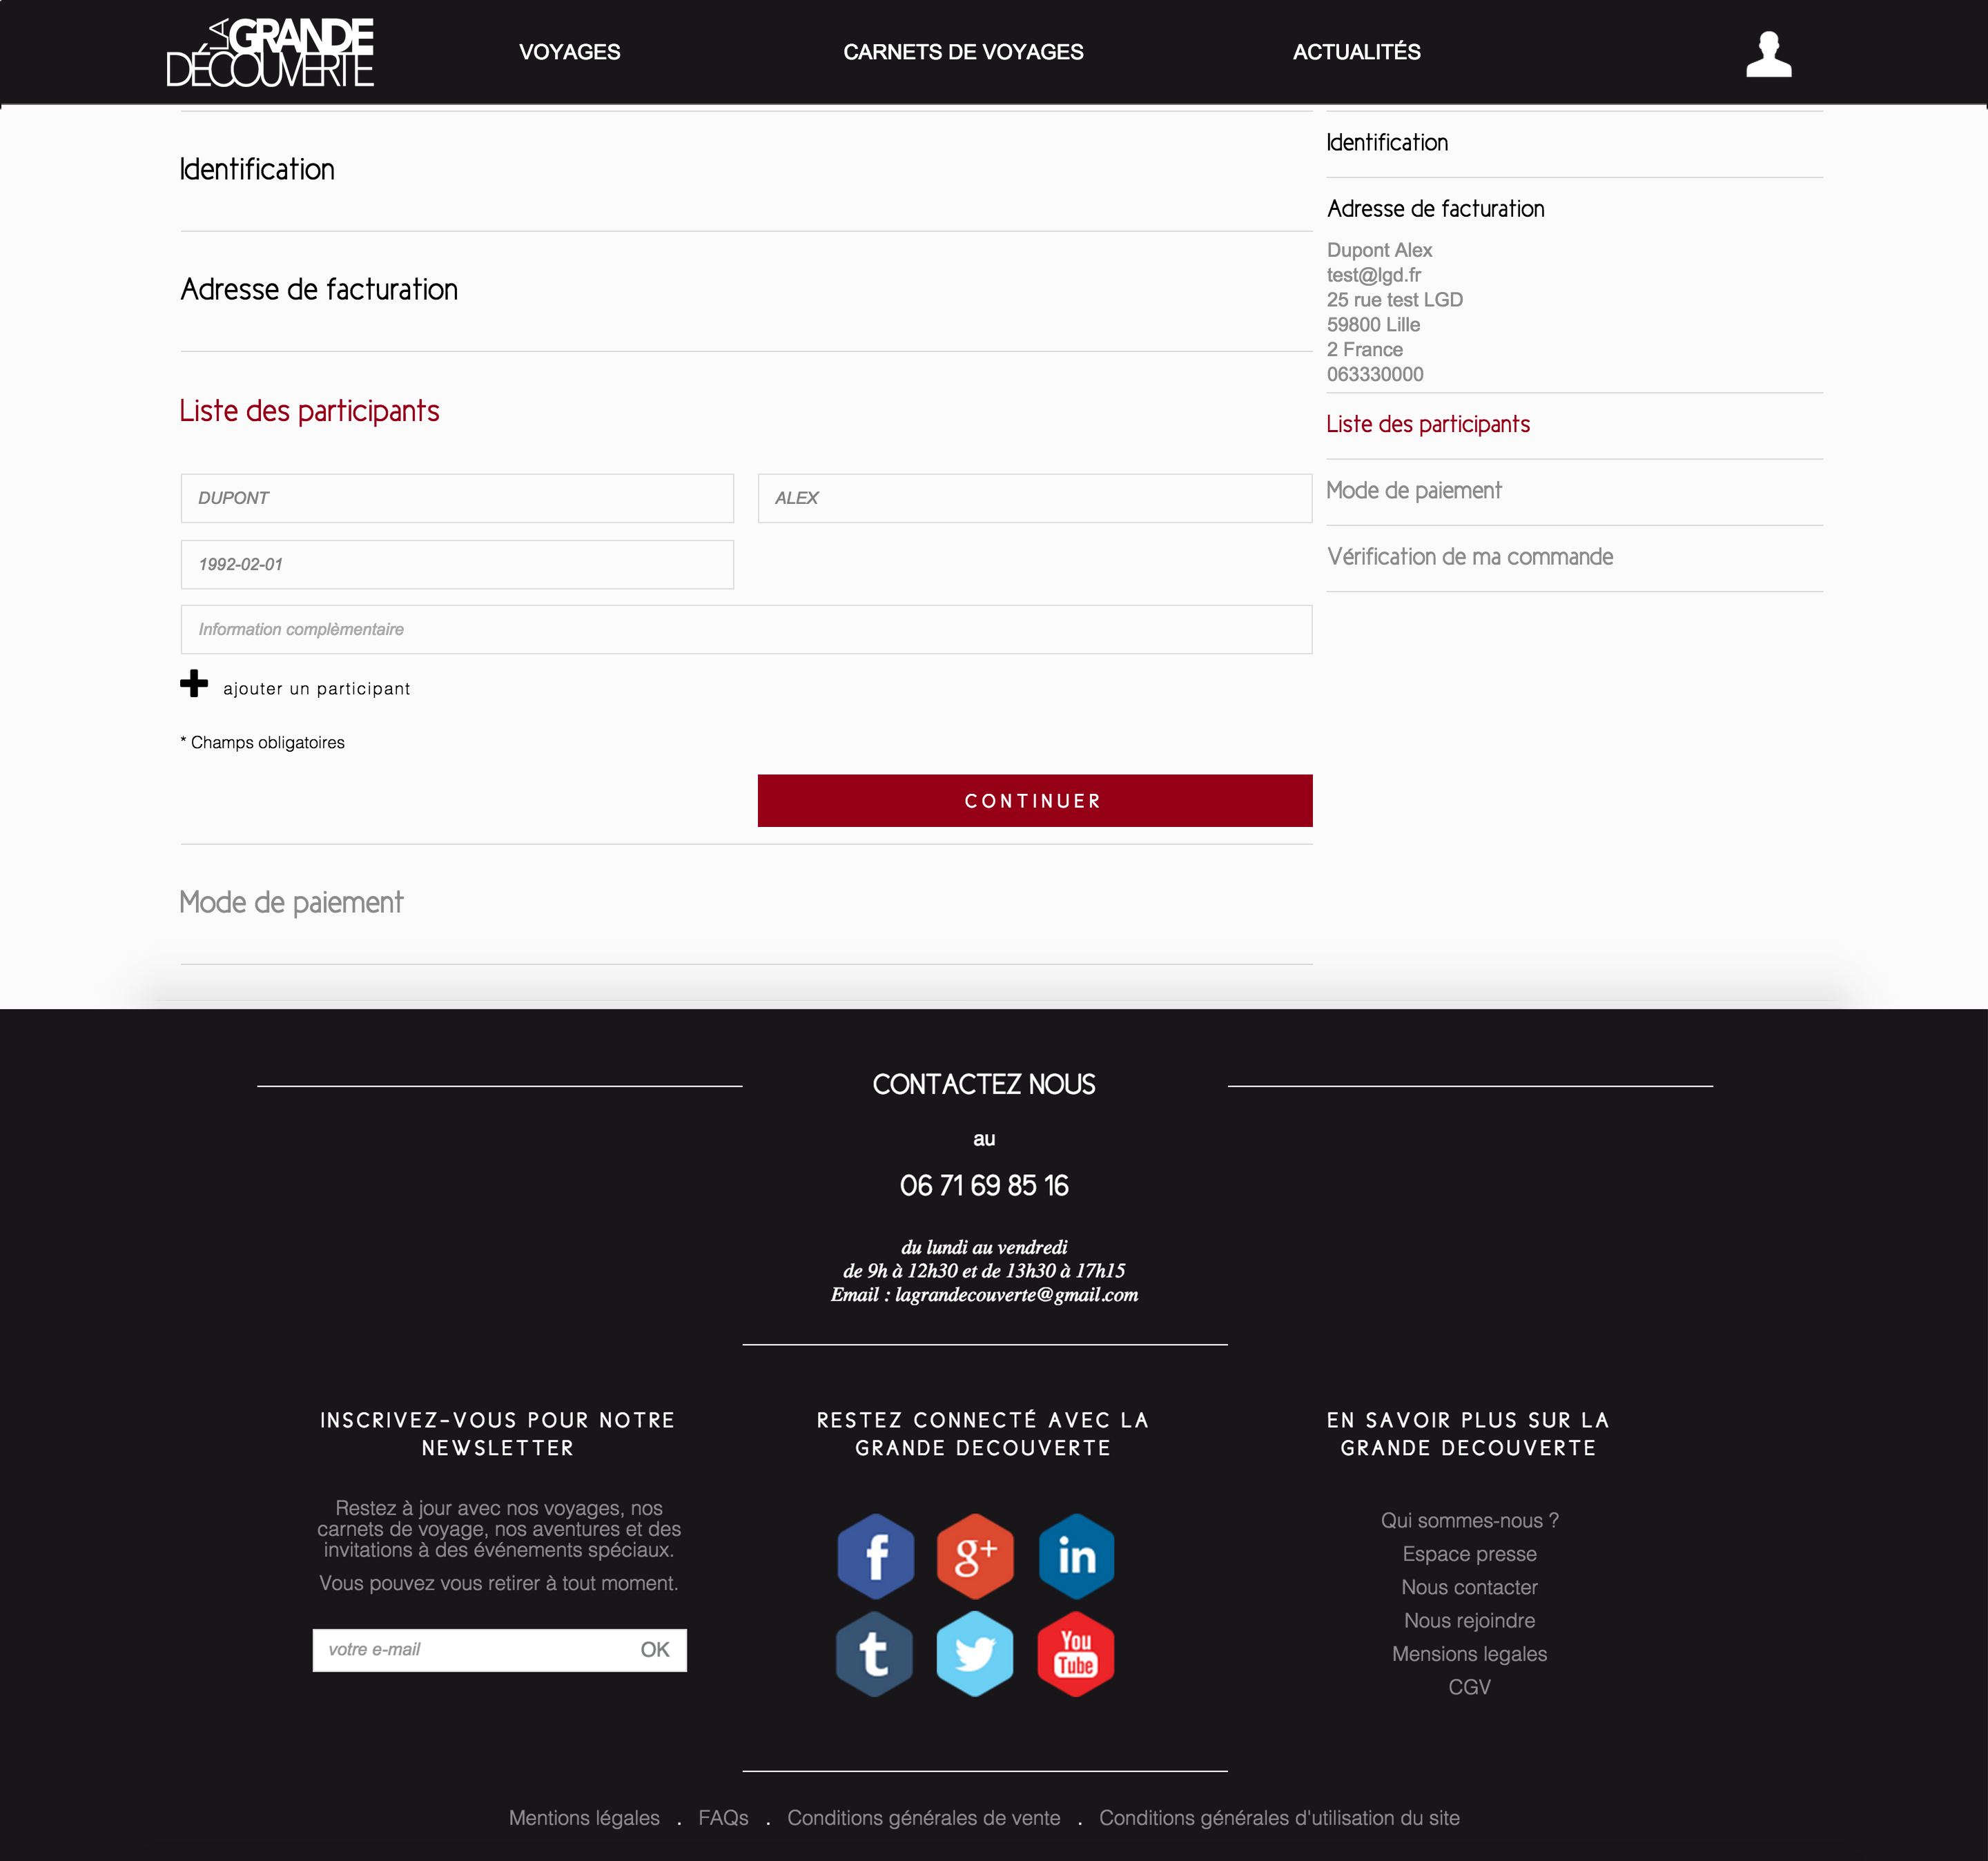 LA GRANDE
DÉCOUVERTE
VOYAGES
CARNETS DE VOYAGES
ACTUALITÉS
Identification
Adresse de facturation
Liste des participants
DUPONT
ALEX
1992-02-01
Information complèmentaire
ajouter un participant
* Champs obligatoires
CONTINUER
Mode de paiement
Identification
Adresse de facturation
Dupont Alex
test@lgd.fr
25 rue test LGD
59800 Lille
2 France
063330000
Liste des participants
Mode de paiement
Vérification de ma commande
CONTACTEZ NOUS
au
06 71 69 85 16
du lundi au vendredi
de 9h à 12h30 et de 13h30 à 17h15
Email : lagrandecouverte@gmail.com
INSCRIVEZ-VOUS POUR NOTRE
NEWSLETTER
Restez à jour avec nos voyages, nos
carnets de voyage, nos aventures et des
invitations à des événements spéciaux.
Vous pouvez vous retirer à tout moment.
votre e-mail
OK
RESTEZ CONNECTÉ AVEC LA
GRANDE DECOUVERTE
f
g+
in
t
You
Tube
EN SAVOIR PLUS SUR LA
GRANDE DECOUVERTE
Qui sommes-nous ?
Espace presse
Nous contacter
Nous rejoindre
Mensions legales
CGV
Mentions légales . FAQs . Conditions générales de vente . Conditions générales d'utilisation du site